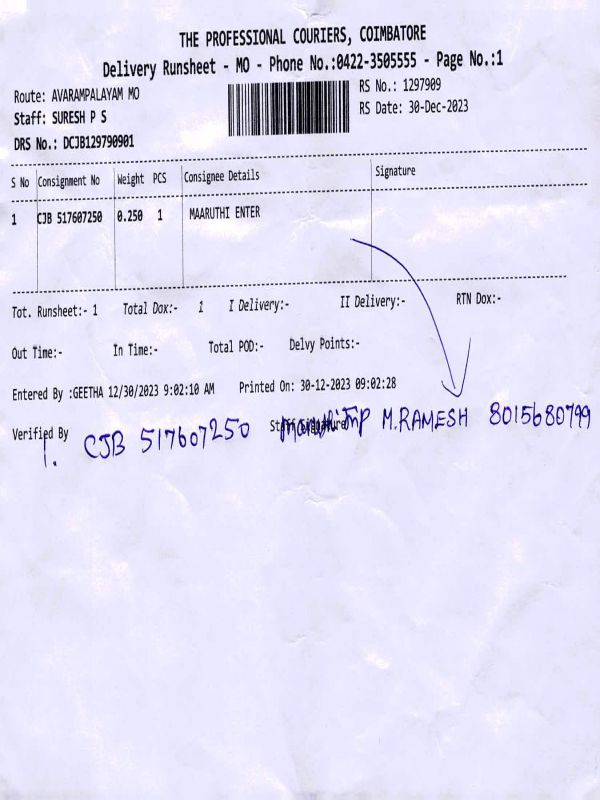 THE PROFESSIONAL COURIERS, COIMBATORE
Delivery Runsheet - MO - Phone No.:0422-3505555 - Page No.:1
Route: AVARAMPALAYAM MO
RS No.: 1297909
Staff: SURESH P S
RS Date: 30-Dec-2023
DRS No.: DCJB129790901
S No Consignment No Weight PCS Consignee Details Signature
1 CJB 517607250 0.250 1 MAARUTHI ENTER
Tot. Runsheet:- 1 Total Dox:- 1 I Delivery:- II Delivery:- RTN Dox:-
Out Time:- In Time:- Total POD:- Delvy Points:-
Entered By :GEETHA 12/30/2023 9:02:10 AM Printed On: 30-12-2023 09:02:28
Verified By Staff Signature
1. CJB 517607250 M.RAMESH 8015680799